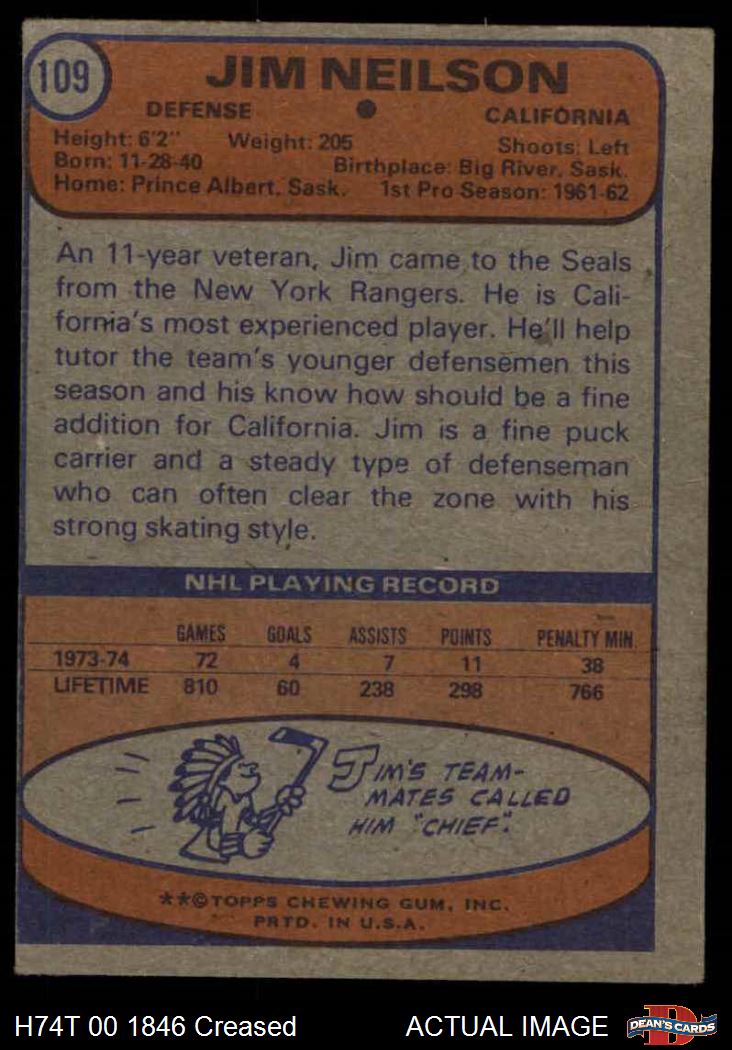 109
JIM NEILSON
DEFENSE ● CALIFORNIA
Height: 6'2" Weight: 205 Shoots: Left
Born: 11-28-40 Birthplace: Big River, Sask.
Home: Prince Albert, Sask. 1st Pro Season: 1961-62
An 11-year veteran, Jim came to the Seals
from the New York Rangers. He is Cali-
fornia's most experienced player. He'll help
tutor the team's younger defensemen this
season and his know how should be a fine
addition for California. Jim is a fine puck
carrier and a steady type of defenseman
who can often clear the zone with his
strong skating style.
NHL PLAYING RECORD
GAMES GOALS ASSISTS POINTS PENALTY MIN.
1973-74 72 4 7 11 38
LIFETIME 810 60 238 298 766
JIM'S TEAM-
MATES CALLED
HIM "CHIEF".
**©TOPPS CHEWING GUM, INC.
PRTD. IN U.S.A.
H74T 00 1846 Creased ACTUAL IMAGE
D
DEAN'S CARDS